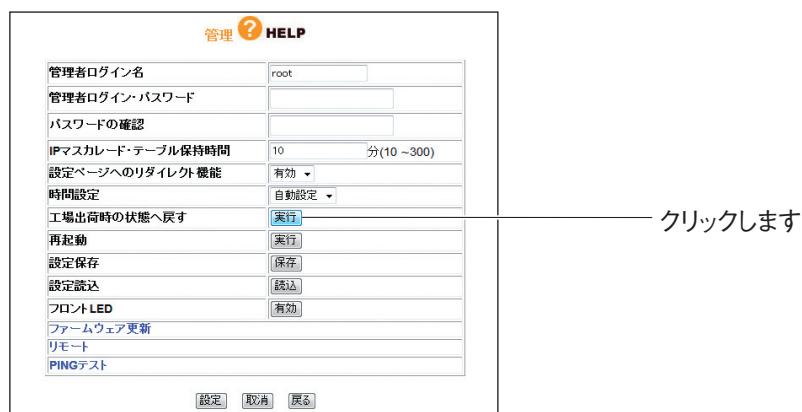 管理 ? HELP
管理者ログイン名 root
管理者ログイン・パスワード
パスワードの確認
IPマスカレード・テーブル保持時間 10 分(10 ~300)
設定ページへのリダイレクト機能 有効
時間設定 自動設定
工場出荷時の状態へ戻す 実行 クリックします
再起動 実行
設定保存 保存
設定読込 読込
フロントLED 有効
ファームウェア更新
リモート
PINGテスト
設定 取消 戻る